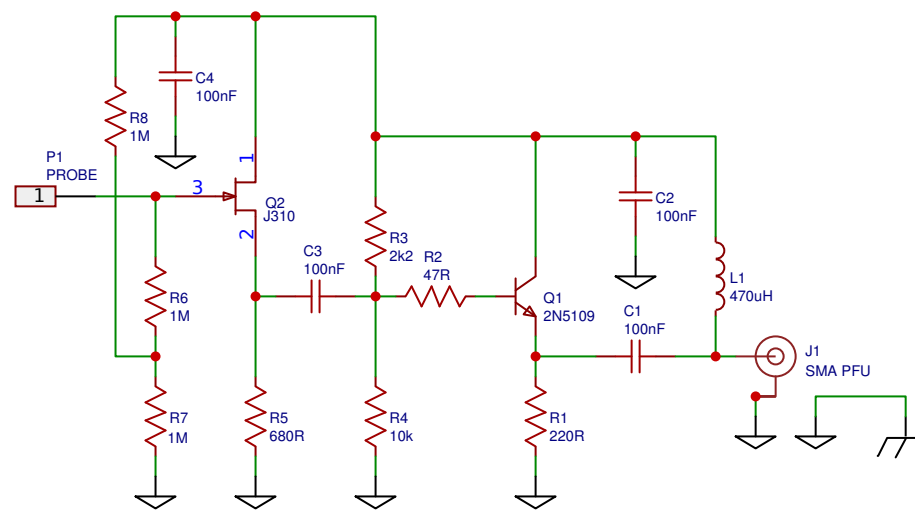 C4
100nF
R8
1M
P1
PROBE
1
1
3
Q2
J310
2
C3
100nF
R3
2k2
R2
47R
C2
100nF
L1
470uH
R6
1M
Q1
2N5109
C1
100nF
J1
SMA PFU
R7
1M
R5
680R
R4
10k
R1
220R